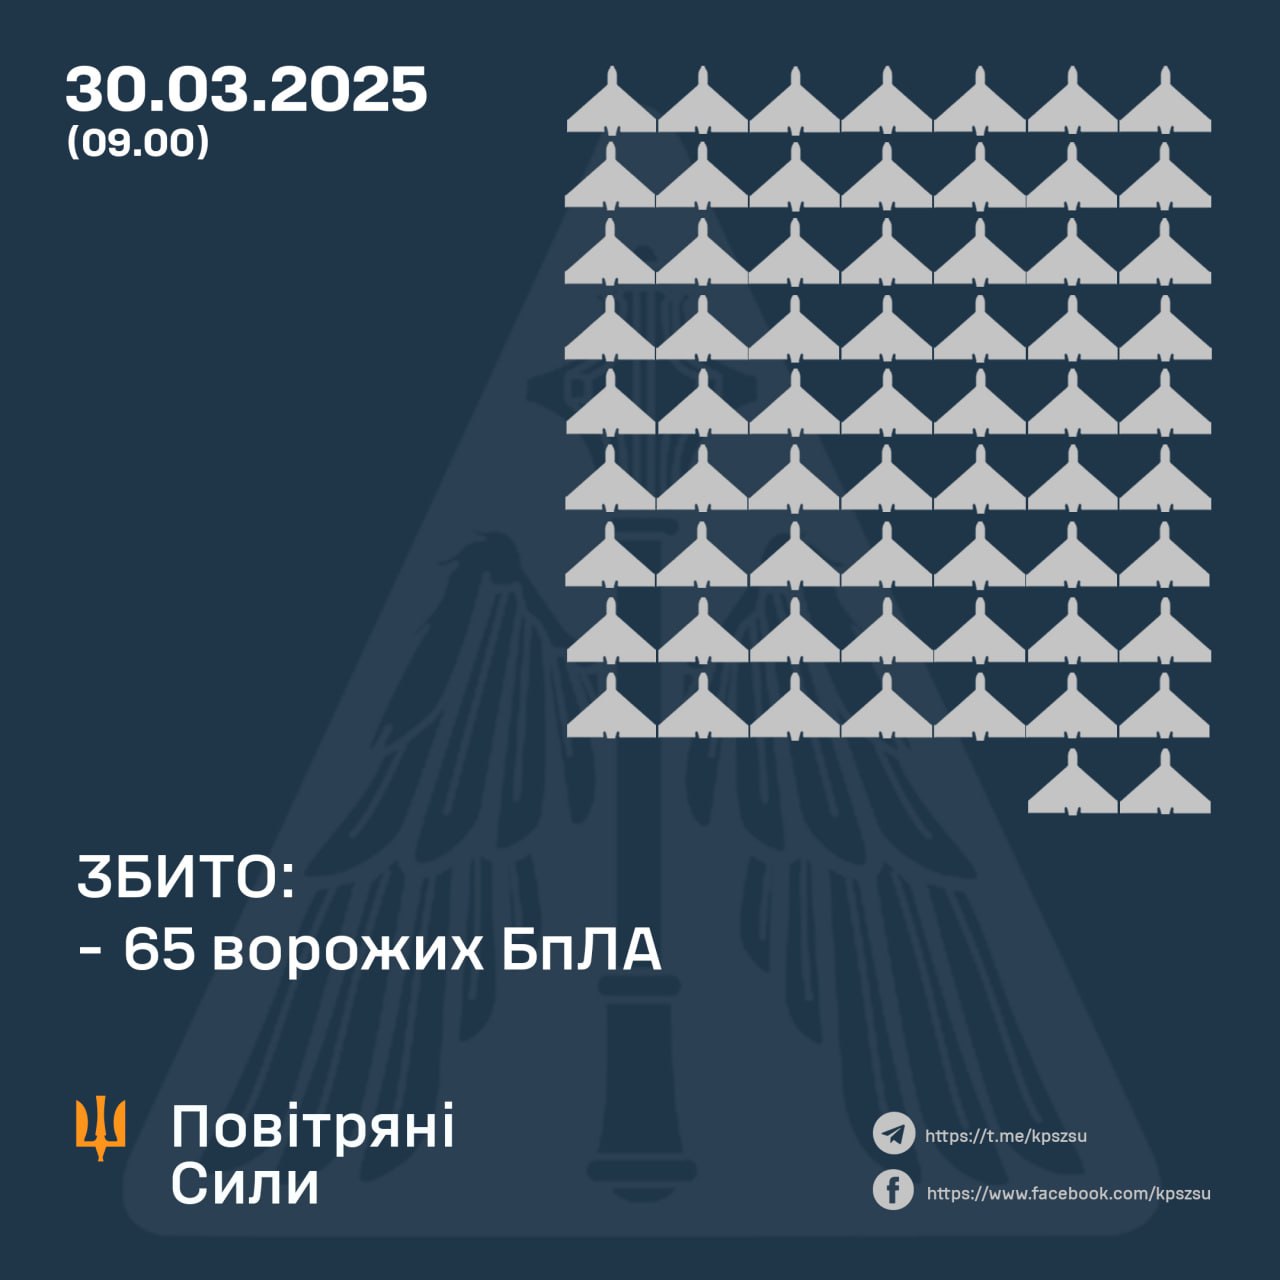 30.03.2025
(09.00)
ЗБИТО:
- 65 ворожих БпЛА
Повітряні
Сили
https://t.me/kpszsu
https://www.facebook.com/kpszsu